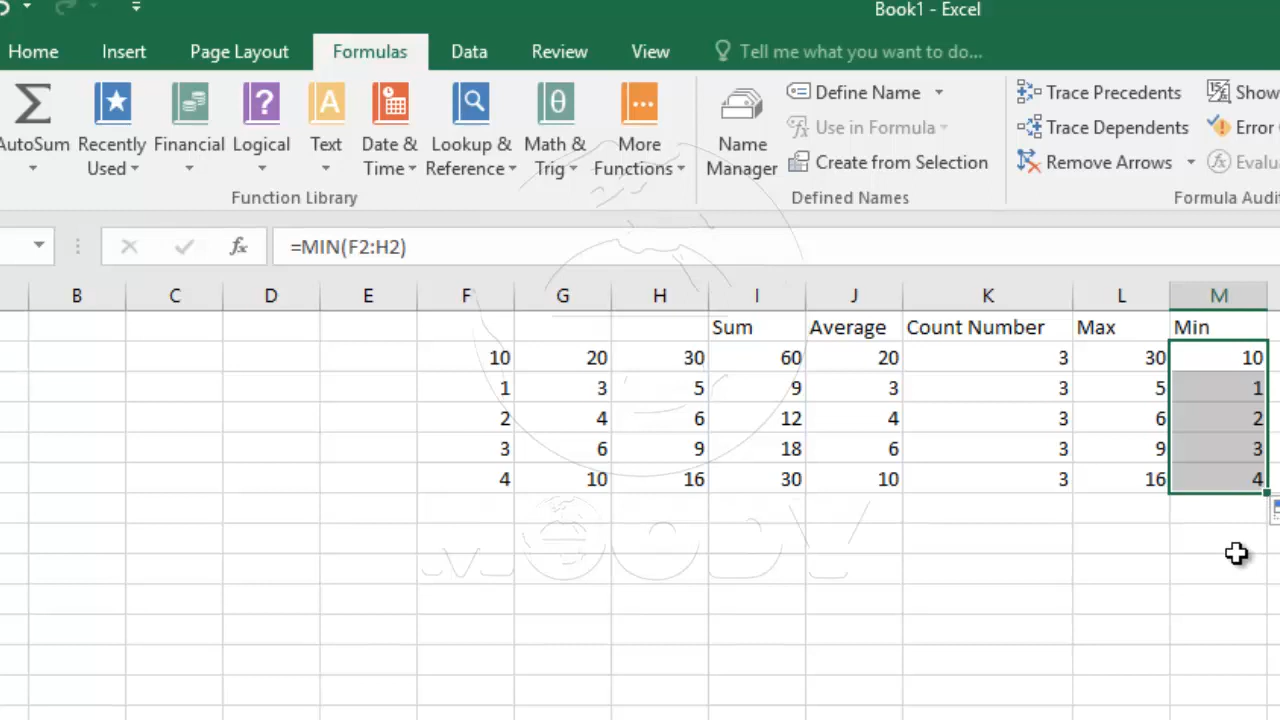 Book1 - Excel
Home Insert Page Layout Formulas Data Review View Tell me what you want to do...
AutoSum Recently Used Financial Logical Text Date & Time Lookup & Reference Math & Trig More Functions
Function Library
Name Manager
Define Name
Use in Formula
Create from Selection
Defined Names
Trace Precedents Show
Trace Dependents Error
Remove Arrows
Formula Audi
fx =MIN(F2:H2)
B C D E F G H I J K L M
Sum Average Count Number Max Min
10 20 30 60 20 3 30 10
1 3 5 9 3 3 5 1
2 4 6 12 4 3 6 2
3 6 9 18 6 3 9 3
4 10 16 30 10 3 16 4